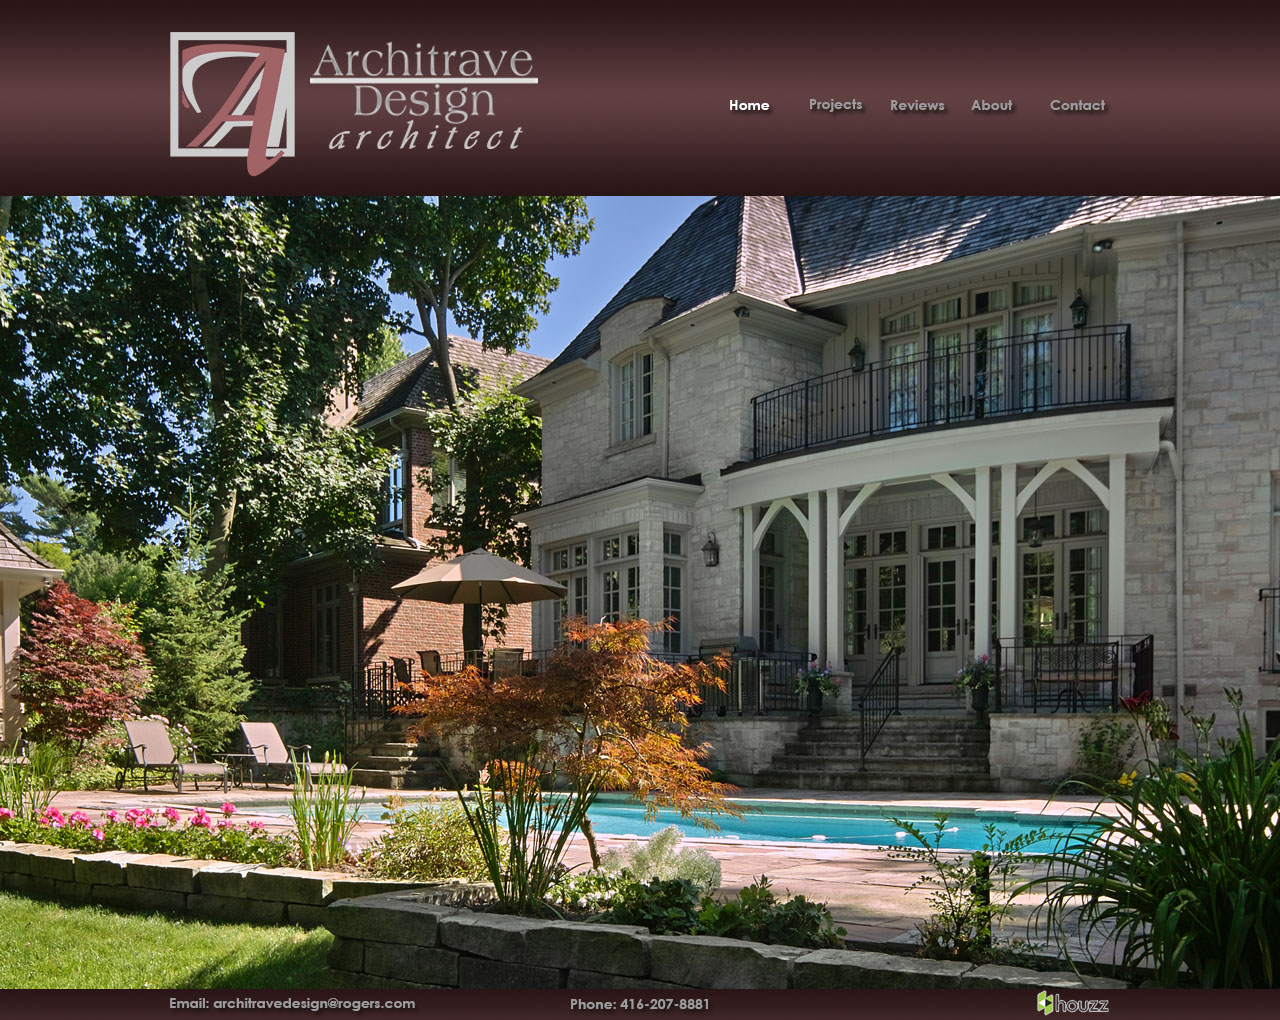 Architrave
Design
architect
Home Projects Reviews About Contact
Email: architravedesign@rogers.com Phone: 416-207-8881 houzz